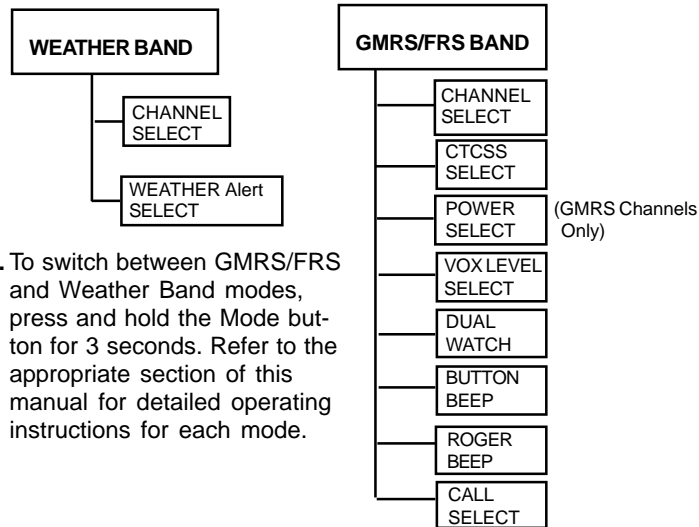 WEATHER BAND
CHANNEL
SELECT
WEATHER Alert
SELECT
. To switch between GMRS/FRS
and Weather Band modes,
press and hold the Mode but-
ton for 3 seconds. Refer to the
appropriate section of this
manual for detailed operating
instructions for each mode.
GMRS/FRS BAND
CHANNEL
SELECT
CTCSS
SELECT
POWER
SELECT
(GMRS Channels
Only)
VOX LEVEL
SELECT
DUAL
WATCH
BUTTON
BEEP
ROGER
BEEP
CALL
SELECT